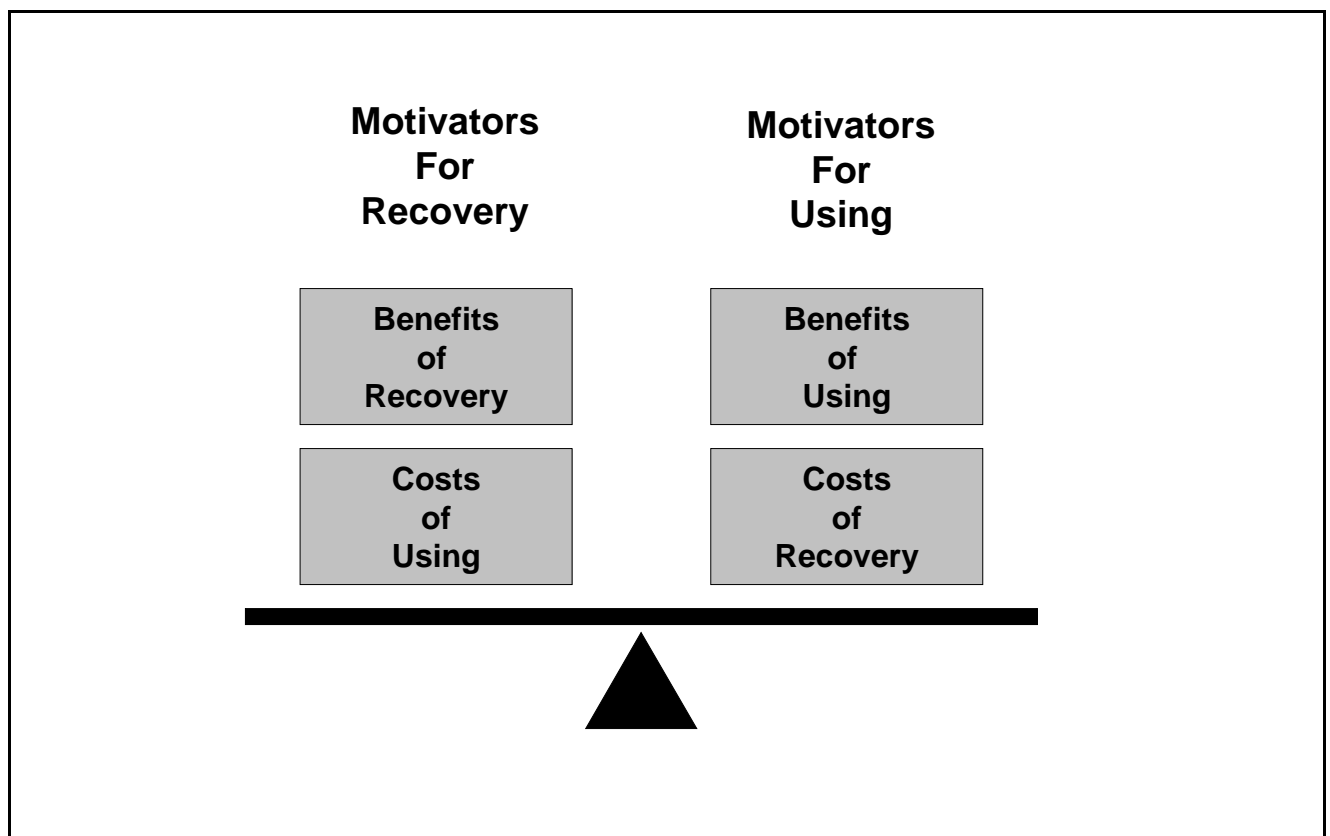 Motivators
For
Recovery
Motivators
For
Using
Benefits
of
Recovery
Benefits
of
Using
Costs
of
Using
Costs
of
Recovery